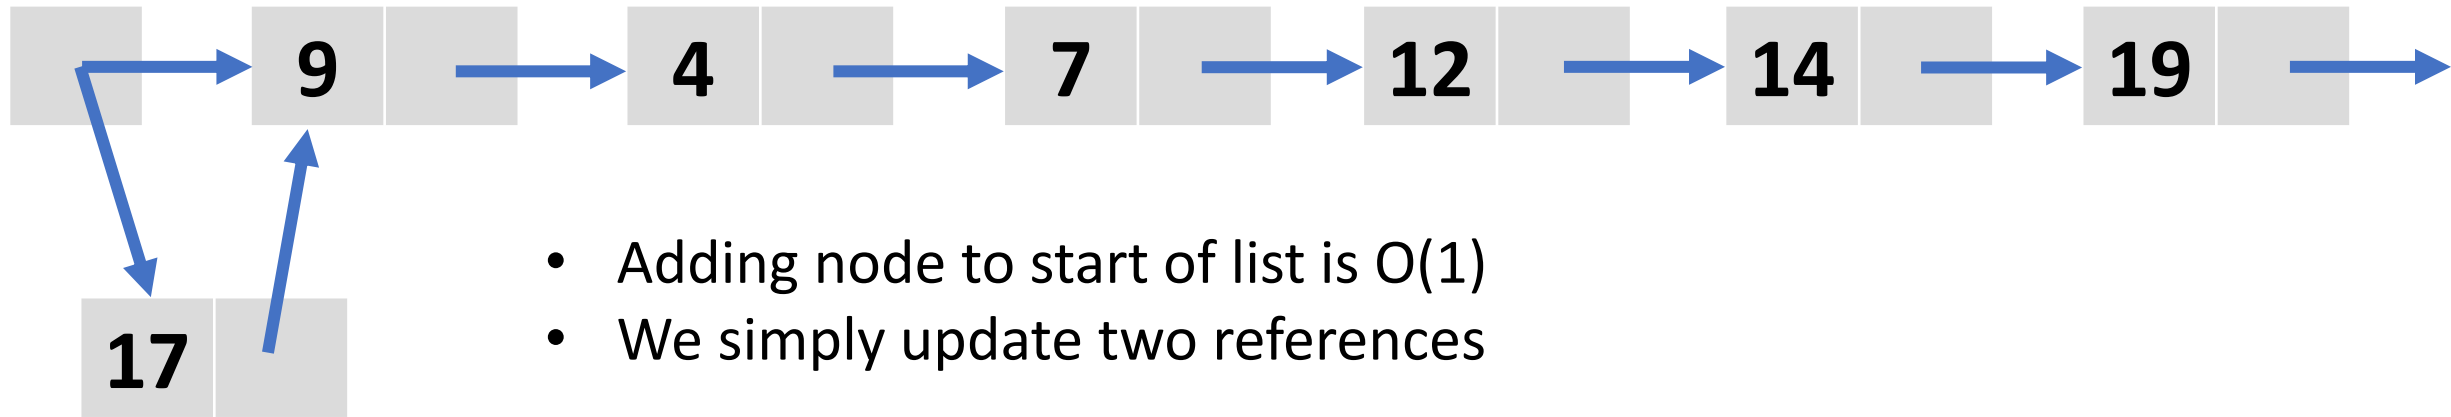 9 4 7 12 14 19
• Adding node to start of list is O(1)
• We simply update two references
17